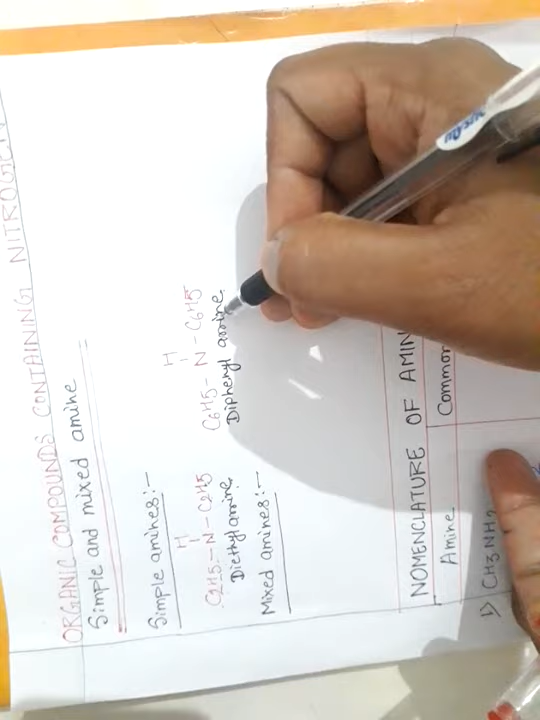 ORGANIC COMPOUNDS CONTAINING NITROGEN
Simple and mixed amine
Simple amines:-
H H
C2H5-N-C2H5 C6H5-N-C6H5
Diethylamine Diphenyl amine
Mixed amines:-
NOMENCLATURE OF AMIN
Amine Common
1) CH3NH2